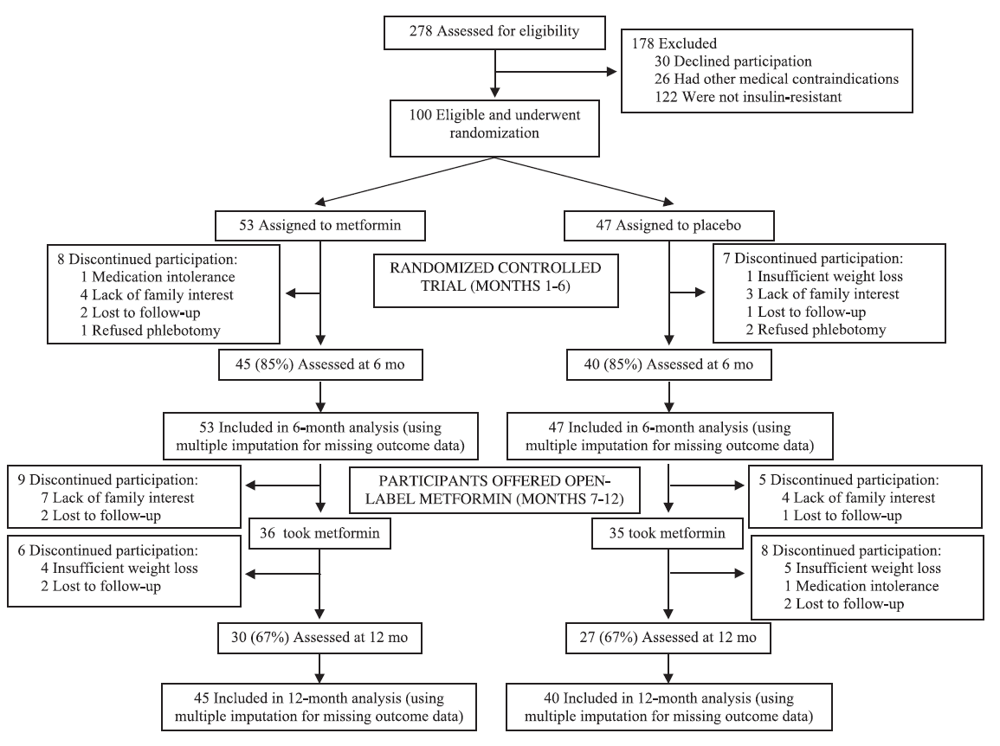 278 Assessed for eligibility
178 Excluded
30 Declined participation
26 Had other medical contraindications
122 Were not insulin-resistant
100 Eligible and underwent
randomization
53 Assigned to metformin
47 Assigned to placebo
8 Discontinued participation:
1 Medication intolerance
4 Lack of family interest
2 Lost to follow-up
1 Refused phlebotomy
RANDOMIZED CONTROLLED
TRIAL (MONTHS 1-6)
7 Discontinued participation:
1 Insufficient weight loss
3 Lack of family interest
1 Lost to follow-up
2 Refused phlebotomy
45 (85%) Assessed at 6 mo
40 (85%) Assessed at 6 mo
53 Included in 6-month analysis (using
multiple imputation for missing outcome data)
47 Included in 6-month analysis (using
multiple imputation for missing outcome data)
9 Discontinued participation:
7 Lack of family interest
2 Lost to follow-up
PARTICIPANTS OFFERED OPEN-
LABEL METFORMIN (MONTHS 7-12)
5 Discontinued participation:
4 Lack of family interest
1 Lost to follow-up
36 took metformin
35 took metformin
6 Discontinued participation:
4 Insufficient weight loss
2 Lost to follow-up
8 Discontinued participation:
5 Insufficient weight loss
1 Medication intolerance
2 Lost to follow-up
30 (67%) Assessed at 12 mo
27 (67%) Assessed at 12 mo
45 Included in 12-month analysis (using
multiple imputation for missing outcome data)
40 Included in 12-month analysis (using
multiple imputation for missing outcome data)